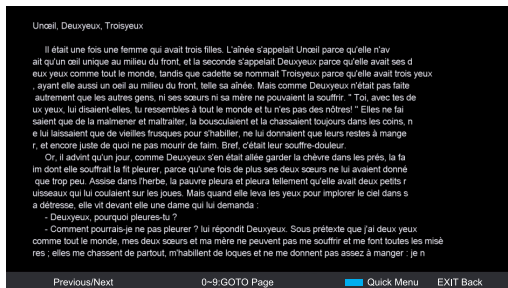 Unœil, Deuxyeux, Troisyeux
Il était une fois une femme qui avait trois filles. L'aînée s'appelait Unœil parce qu'elle n'av
ait qu'un œil unique au milieu du front, et la seconde s'appelait Deuxyeux parce qu'elle avait ses d
eux yeux comme tout le monde, tandis que cadette se nommait Troisyeux parce qu'elle avait trois yeux
, ayant elle aussi un oeil au milieu du front, telle sa aînée. Mais comme Deuxyeux n'était pas faite
autrement que les autres gens, ni ses sœurs ni sa mère ne pouvaient la souffrir. " Toi, avec tes de
ux yeux, lui disaient-elles, tu ressembles à tout le monde et tu n'es pas des nôtres! " Elles ne fai
saient que de la malmener et maltraiter, la bousculaient et la chassaient toujours dans les coins, n
e lui laissaient que de vieilles frusques pour s'habiller, ne lui donnaient que leurs restes à mange
r, et encore juste de quoi ne pas mourir de faim. Bref, c'était leur souffre-douleur.
Or, il advint qu'un jour, comme Deuxyeux s'en était allée garder la chèvre dans les prés, la fa
im dont elle souffrait la fit pleurer, parce qu'une fois de plus ses deux sœurs ne lui avaient donné
que trop peu. Assise dans l'herbe, la pauvre pleura et pleura tellement qu'elle avait deux petits r
uisseaux qui lui coulaient sur les joues. Mais quand elle leva les yeux pour implorer le ciel dans s
a détresse, elle vit devant elle une dame qui lui demanda :
- Deuxyeux, pourquoi pleures-tu ?
- Comment pourrais-je ne pas pleurer ? lui répondit Deuxyeux. Sous prétexte que j'ai deux yeux
comme tout le monde, mes deux sœurs et ma mère ne peuvent pas me souffrir et me font toutes les misè
res ; elles me chassent de partout, m'habillent de loques et ne me donnent pas assez à manger : je n
Previous/Next 0~9:GOTO Page Quick Menu EXIT Back